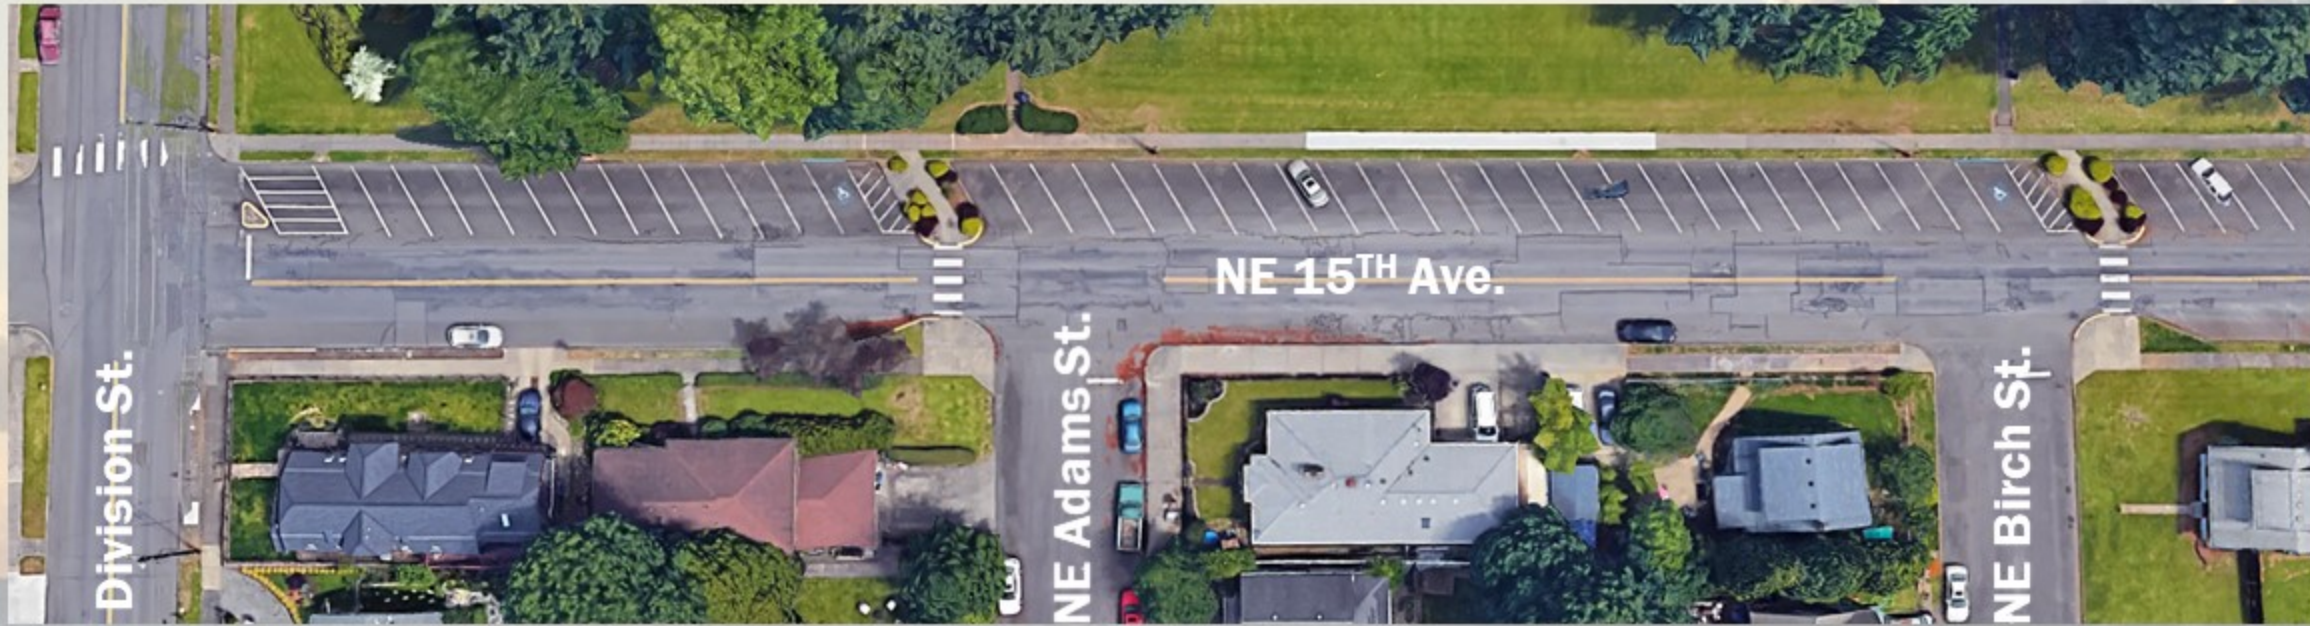 NE 15TH Ave.
Division St.
NE Adams St.
NE Birch St.